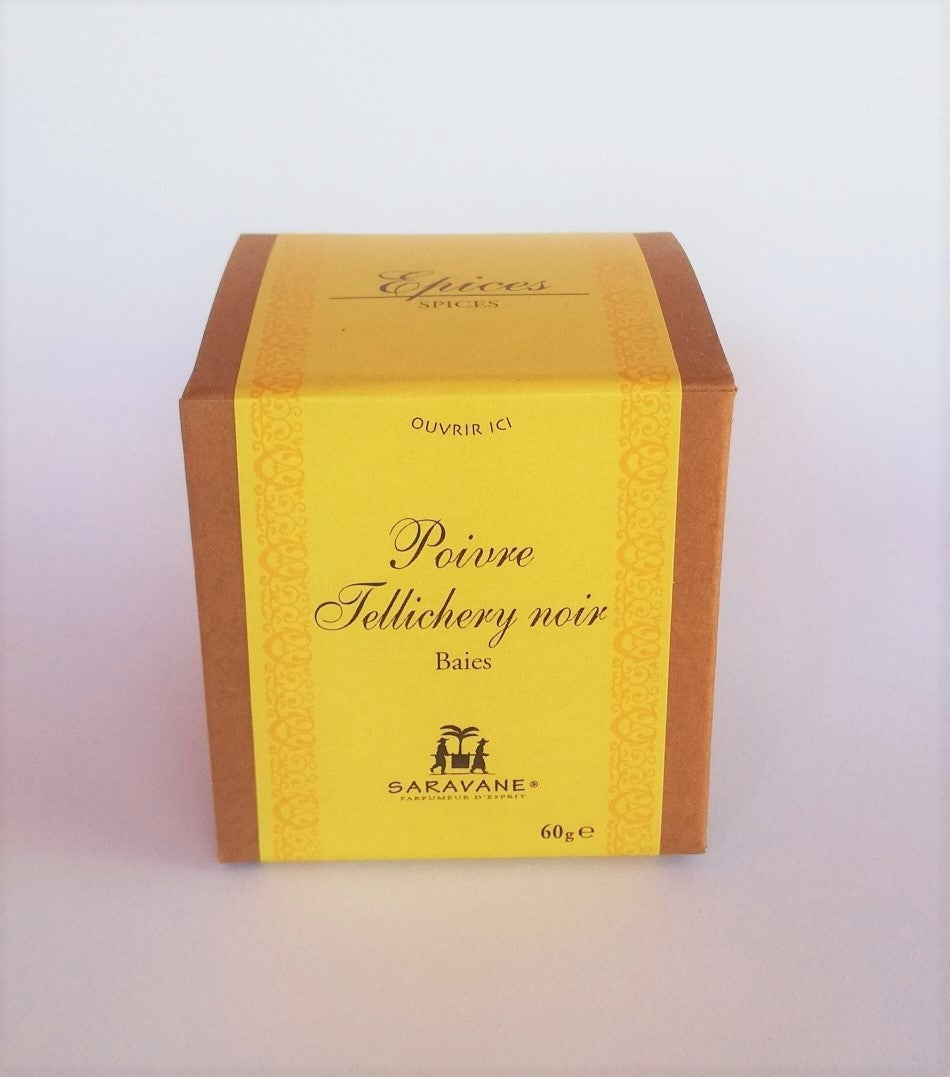 Epices
SPICES
OUVRIR ICI
Poivre
Tellichery noir
Baies
SARAVANE®
PARFUMEUR D'ESPRIT
60g ℮